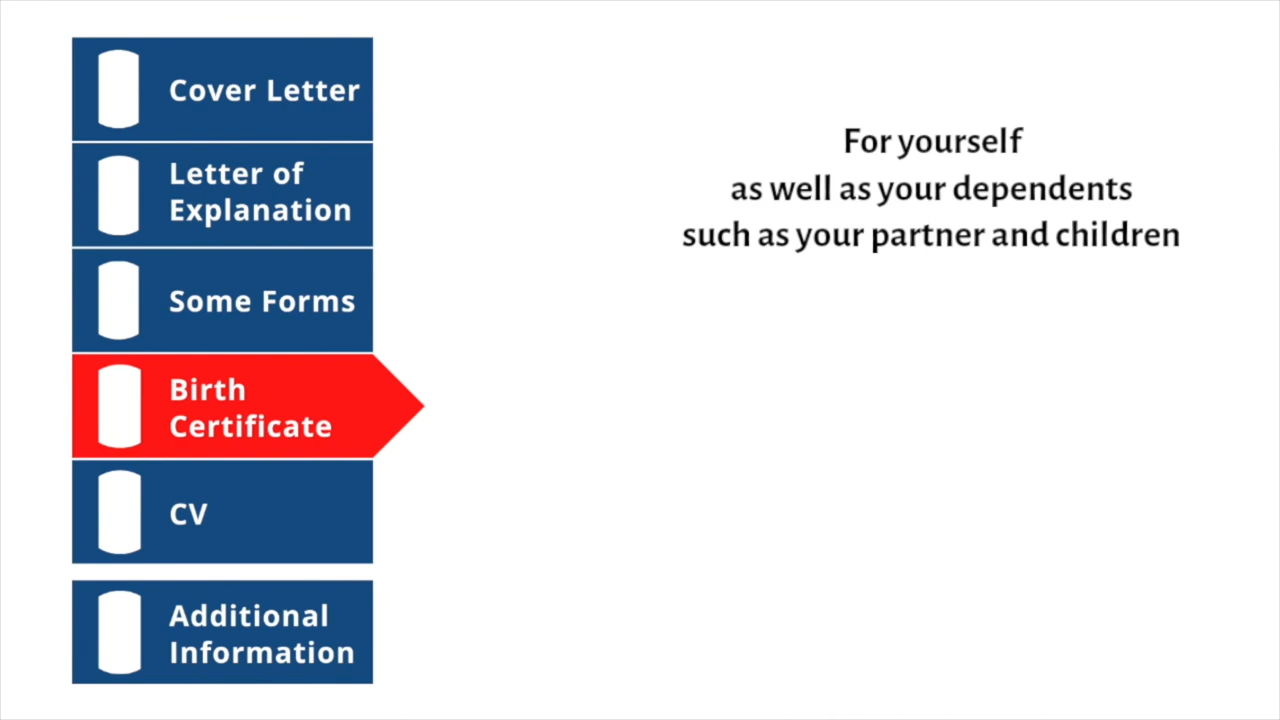 Cover Letter
Letter of
Explanation
Some Forms
Birth
Certificate
CV
Additional
Information
For yourself
as well as your dependents
such as your partner and children